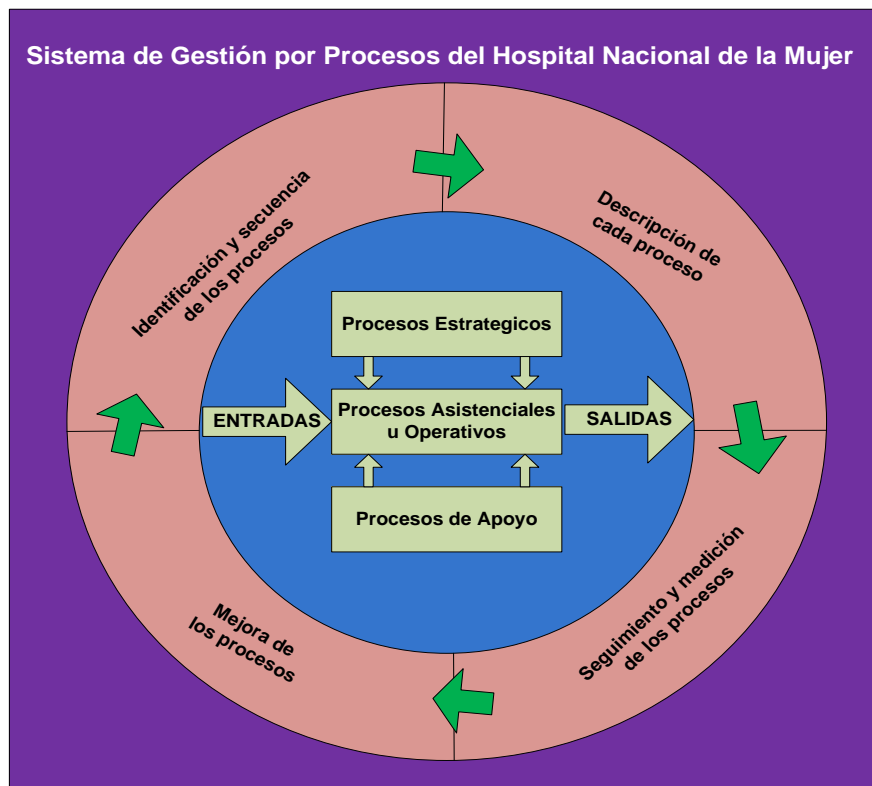 Sistema de Gestión por Procesos del Hospital Nacional de la Mujer
Identificación y secuencia
de los procesos
Descripción de
cada proceso
Procesos Estrategicos
ENTRADAS
Procesos Asistenciales
u Operativos
SALIDAS
Procesos de Apoyo
Mejora de
los procesos
Seguimiento y medición
de los procesos